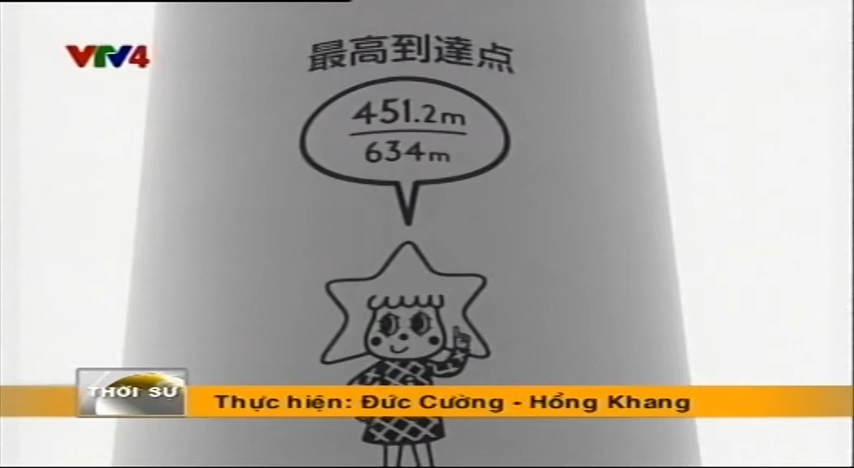 VTV4
最高到達点
451.2m
634m
THỜI SỰ
Thực hiện: Đức Cường - Hồng Khang